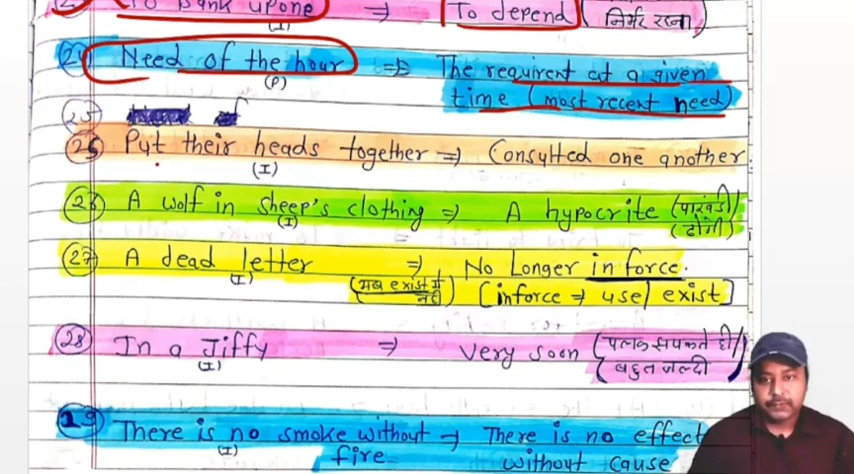 To bank upone ⇒ To depend (निर्भर रहना)
(I)
24 Need of the hour ⇒ The requirent at a given
(P) time (most recent need)
25
25 Put their heads together ⇒ Consulted one another.
(I)
26 A wolf in sheep's clothing ⇒ A hypocrite (पाखंडी)
(I) (ढोंगी)
27 A dead letter ⇒ No Longer in force.
(I) (अब exist में नहीं) [inforce ⇒ use/ exist]
28 In a Jiffy ⇒ very soon (पलक झपकते ही/
(I) बहुत जल्दी)
29 There is no smoke without ⇒ There is no effect
(I) fire without cause